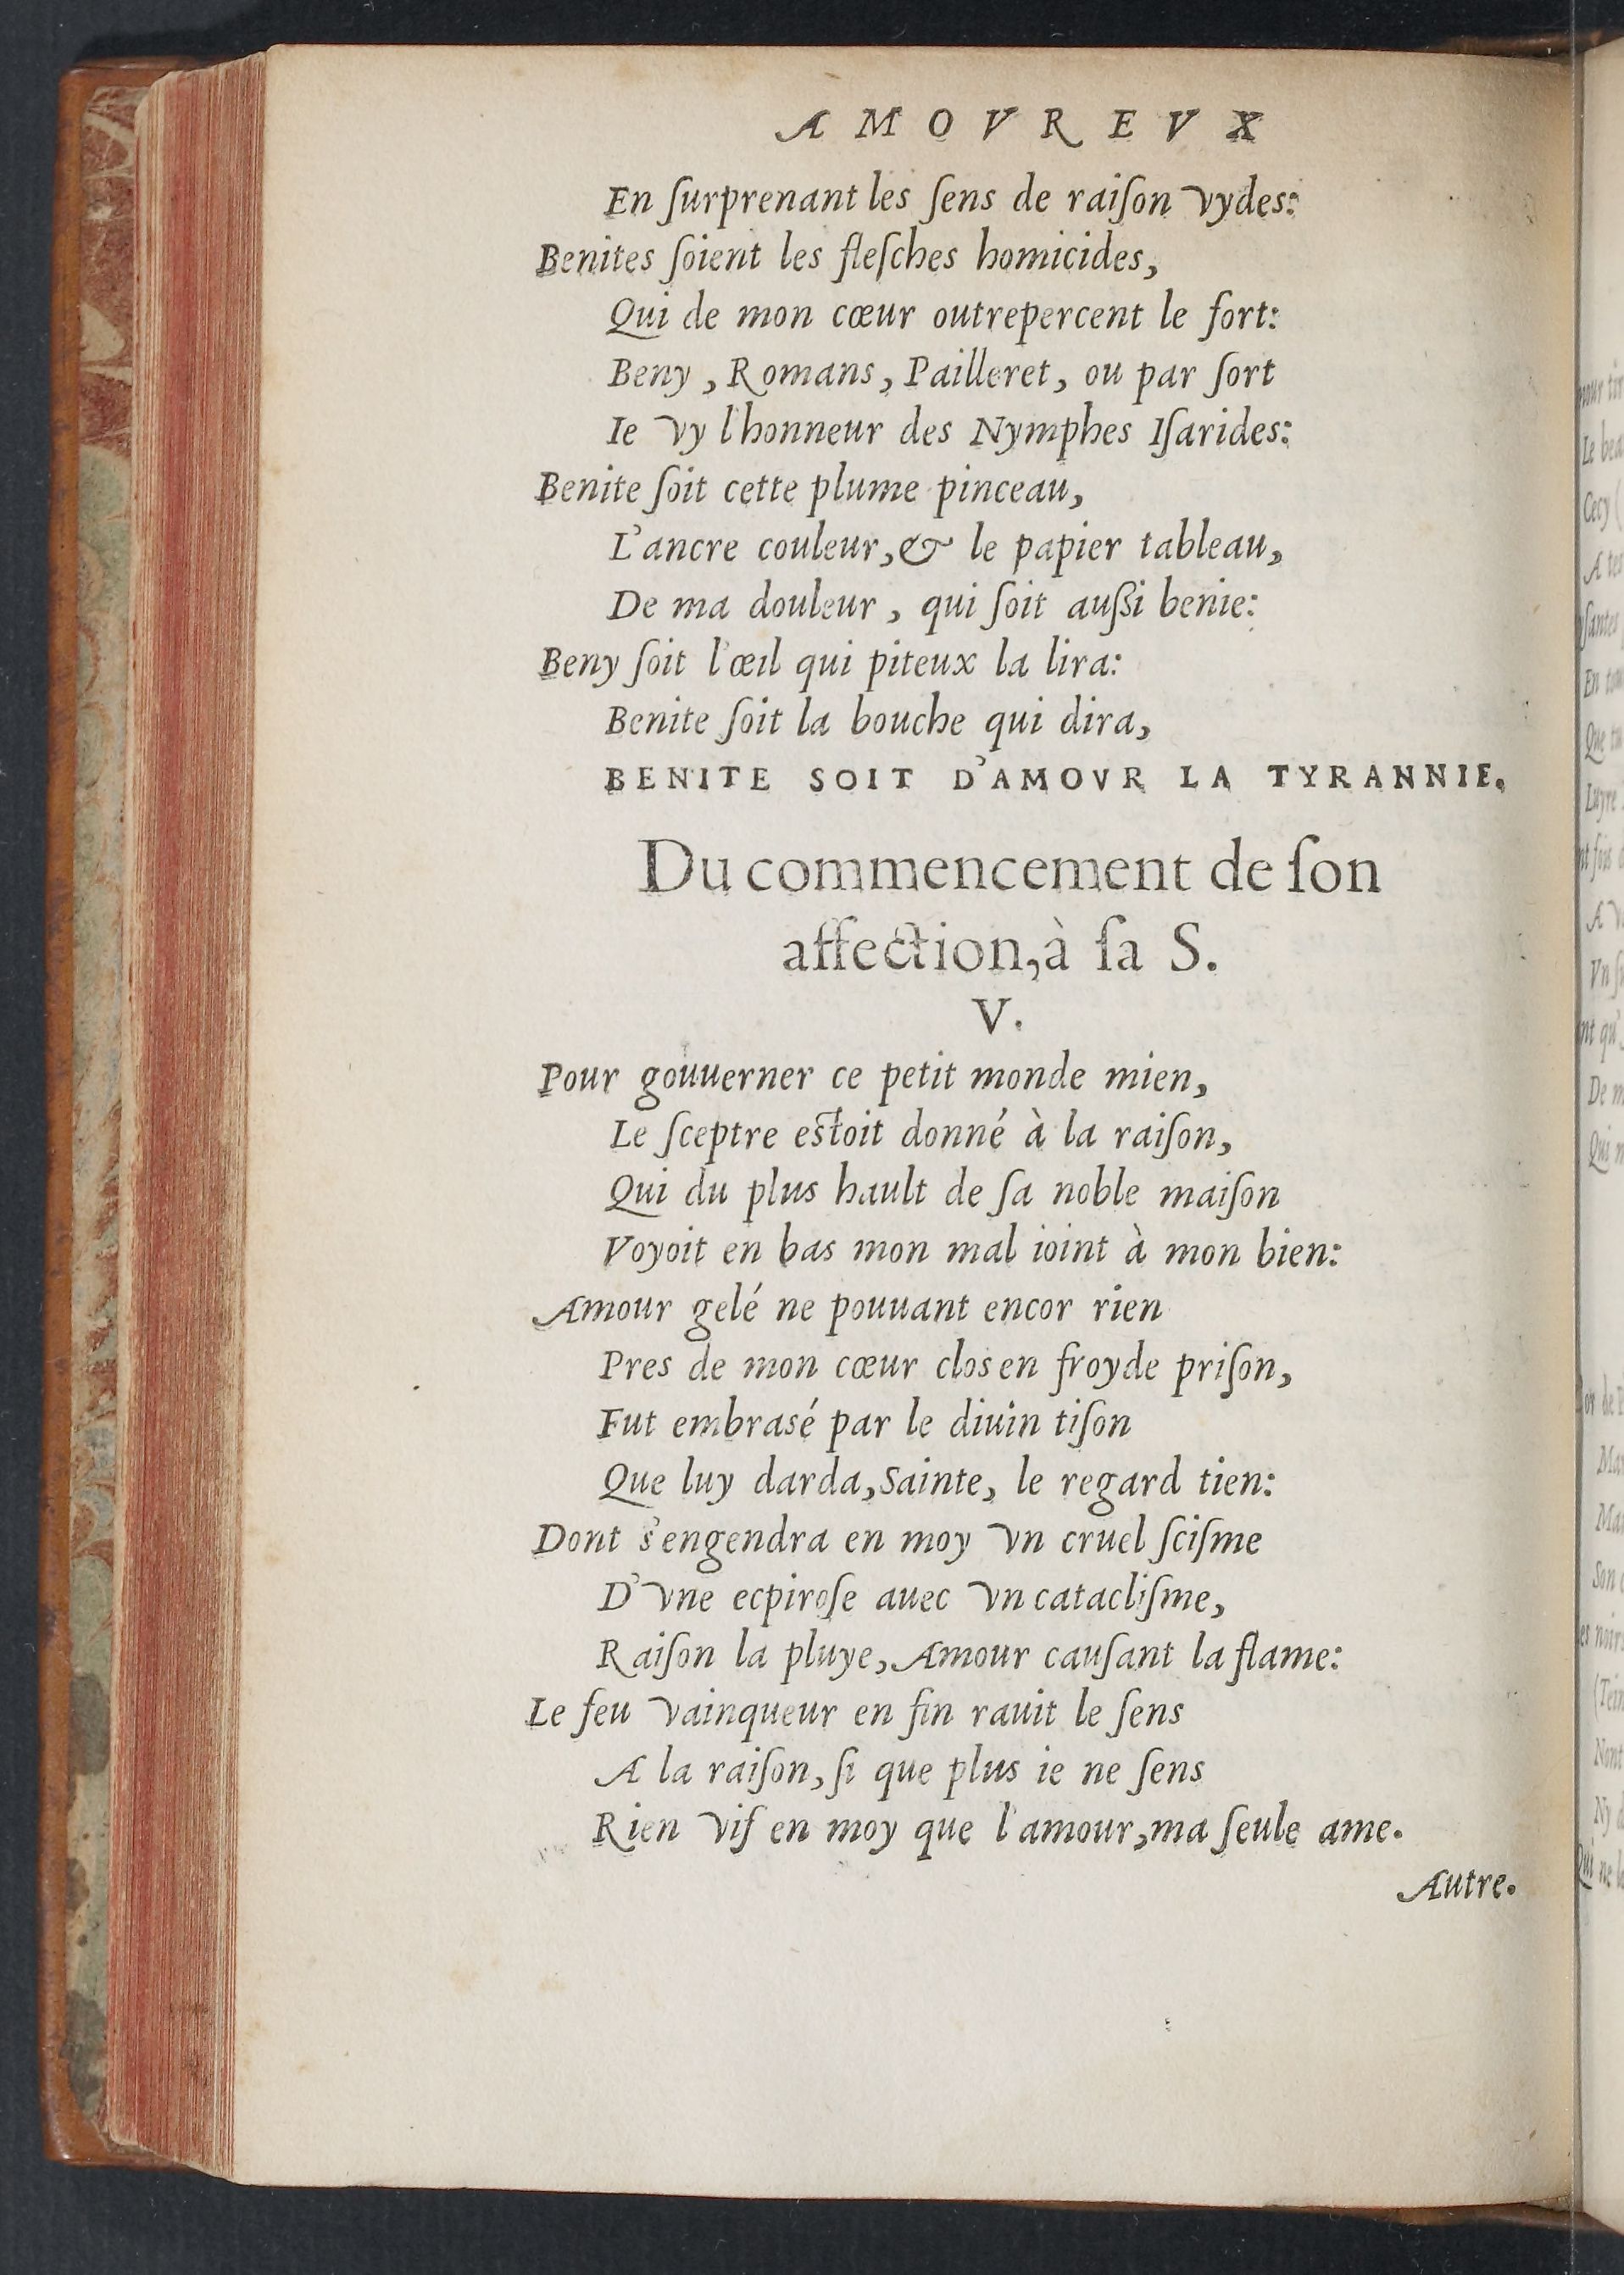 AMOVREVX
En ſurprenant les ſens de raiſon vydes:
Benites ſoient les fleſches homicides,
Qui de mon cœur outrepercent le fort:
Beny, Romans, Pailleret, ou par ſort
Ie vy l'honneur des Nymphes Iſarides:
Benite ſoit cette plume pinceau,
L'ancre couleur,& le papier tableau,
De ma douleur, qui ſoit auſsi benie:
Beny ſoit l'œil qui piteux la lira:
Benite ſoit la bouche qui dira,
BENITE SOIT D'AMOVR LA TYRANNIE.
Du commencement de ſon
affection,à ſa S.
V.
Pour gouuerner ce petit monde mien,
Le ſceptre eſtoit donné à la raiſon,
Qui du plus hault de ſa noble maiſon
Voyoit en bas mon mal ioint à mon bien:
Amour gelé ne pouuant encor rien
Pres de mon cœur clos en froyde priſon,
Fut embrasé par le diuin tiſon
Que luy darda,Sainte, le regard tien:
Dont s'engendra en moy vn cruel ſciſme
D'vne ecpiroſe auec vn catacliſme,
Raiſon la pluye,Amour cauſant la flame:
Le feu vainqueur en fin rauit le ſens
A la raiſon,ſi que plus ie ne ſens
Rien vif en moy que l'amour,ma ſeule ame.
Autre.